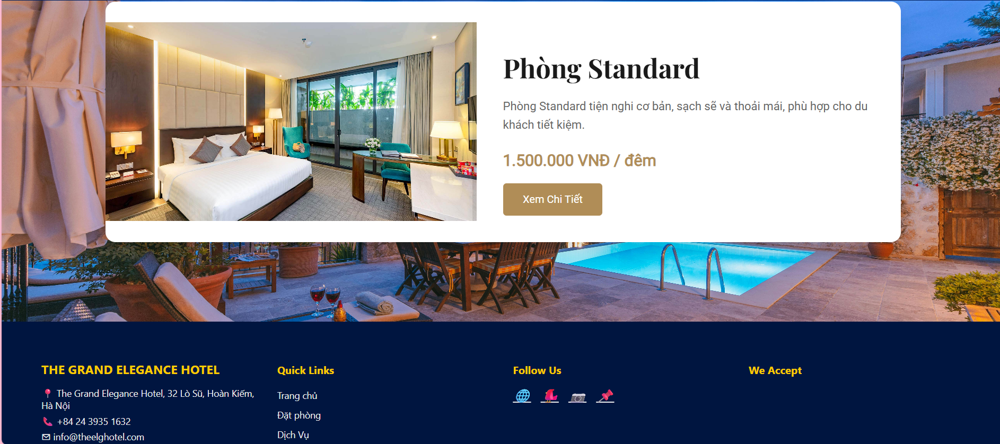 Phòng Standard
Phòng Standard tiện nghi cơ bản, sạch sẽ và thoải mái, phù hợp cho du
khách tiết kiệm.
1.500.000 VNĐ / đêm
Xem Chi Tiết
THE GRAND ELEGANCE HOTEL
The Grand Elegance Hotel, 32 Lò Sũ, Hoàn Kiếm,
Hà Nội
+84 24 3935 1632
info@theelghotel.com
Quick Links
Trang chủ
Đặt phòng
Dịch Vụ
Follow Us
We Accept